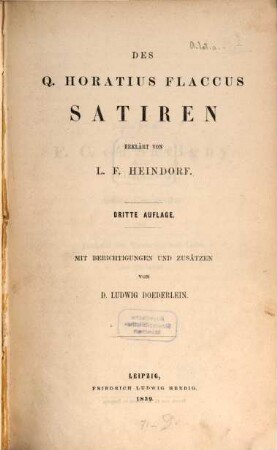 DES
Q. HORATIUS FLACCUS
SATIREN
ERKLÄRT VON
L. F. HEINDORF.
DRITTE AUFLAGE.
MIT BERICHTIGUNGEN UND ZUSÄTZEN
VON
D. LUDWIG DOEDERLEIN.
LEIPZIG,
FRIEDRICH LUDWIG HERBIG.
1859.